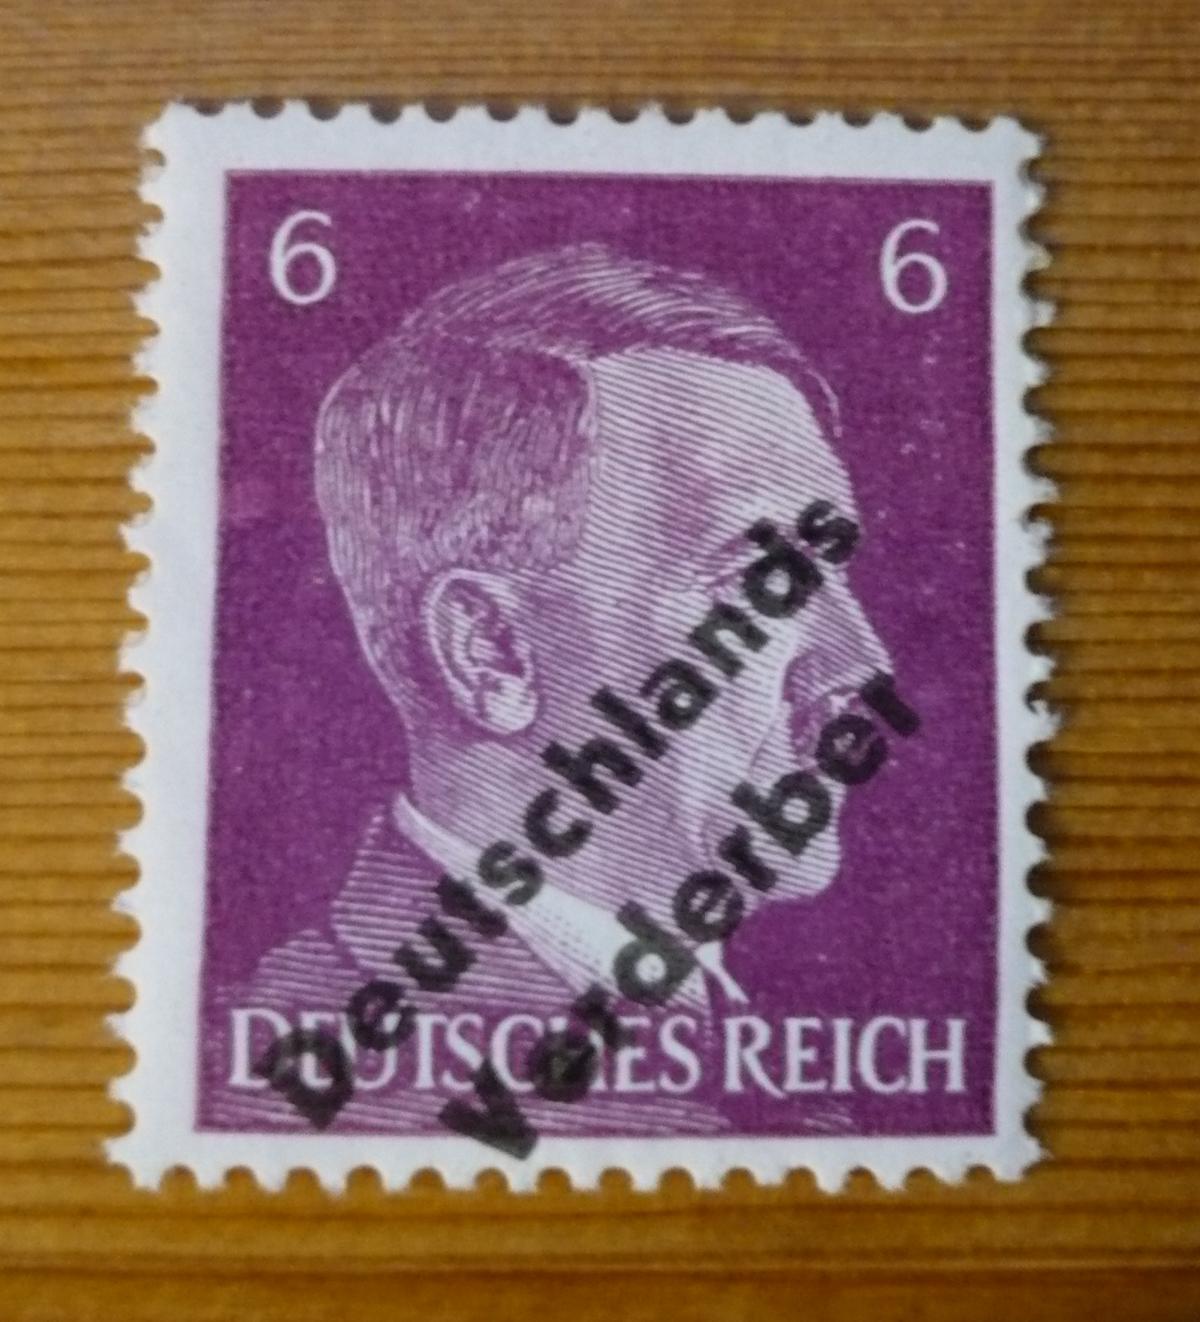 6 6
Deutschlands
Verderber
DEUTSCHES REICH